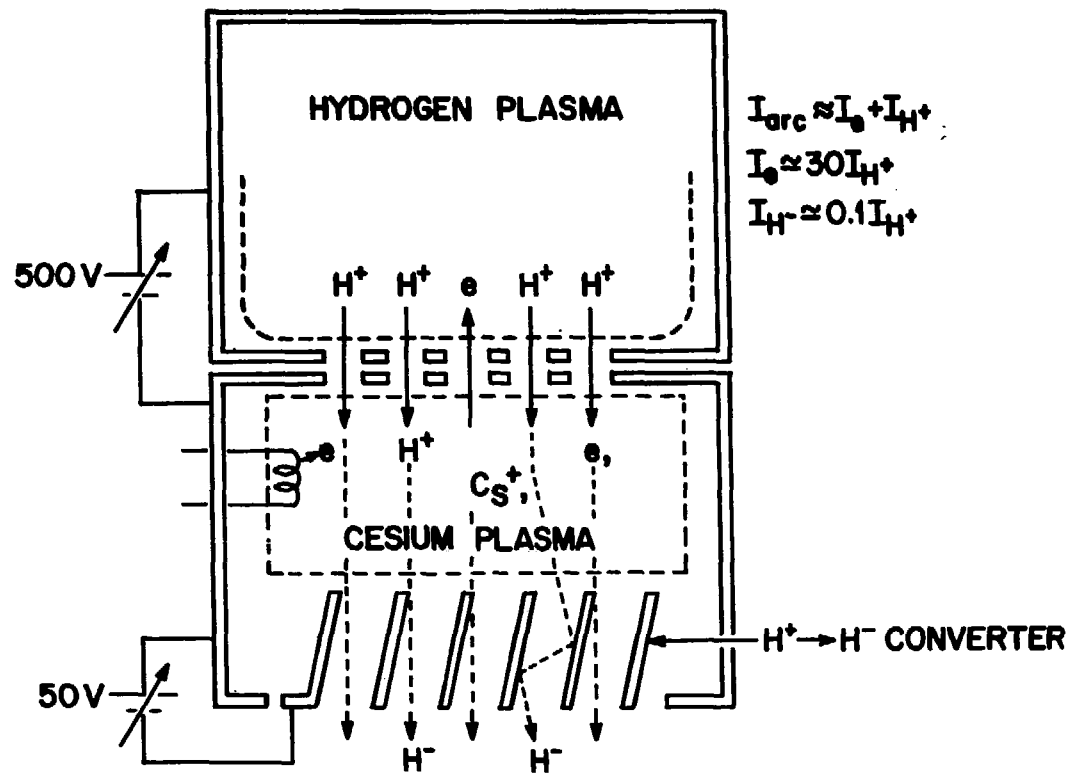 HYDROGEN PLASMA
I_arc ≈ I_e + I_H+
I_e ≃ 30 I_H+
I_H- ≃ 0.1 I_H+
500 V
H+ H+ e H+ H+
e H+ e,
Cs+,
CESIUM PLASMA
H+ → H- CONVERTER
50 V
H- H-